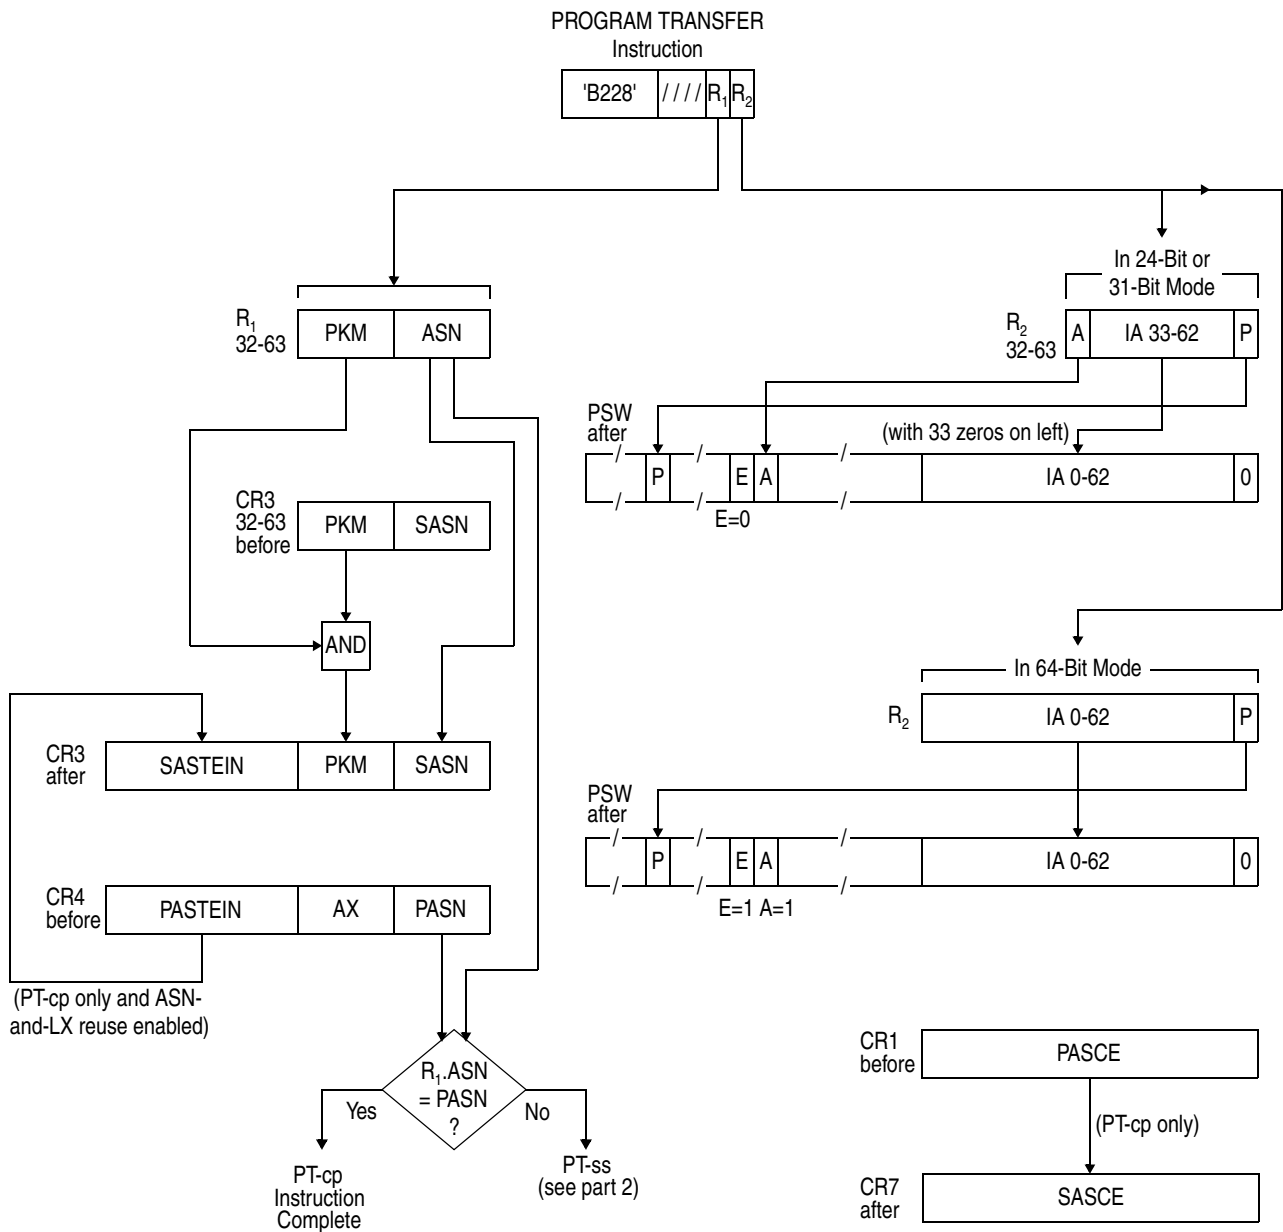 PROGRAM TRANSFER
Instruction
'B228' //// R1 R2
In 24-Bit or
31-Bit Mode
R1
32-63
PKM ASN
R2
32-63
A IA 33-62 P
PSW
after
(with 33 zeros on left)
P E A IA 0-62 0
E=0
CR3
32-63
before
PKM SASN
AND
In 64-Bit Mode
R2
IA 0-62 P
CR3
after
SASTEIN PKM SASN
PSW
after
P E A IA 0-62 0
E=1 A=1
CR4
before
PASTEIN AX PASN
(PT-cp only and ASN-
and-LX reuse enabled)
R1.ASN
= PASN
?
Yes
No
PT-cp
Instruction
Complete
PT-ss
(see part 2)
CR1
before
PASCE
(PT-cp only)
CR7
after
SASCE